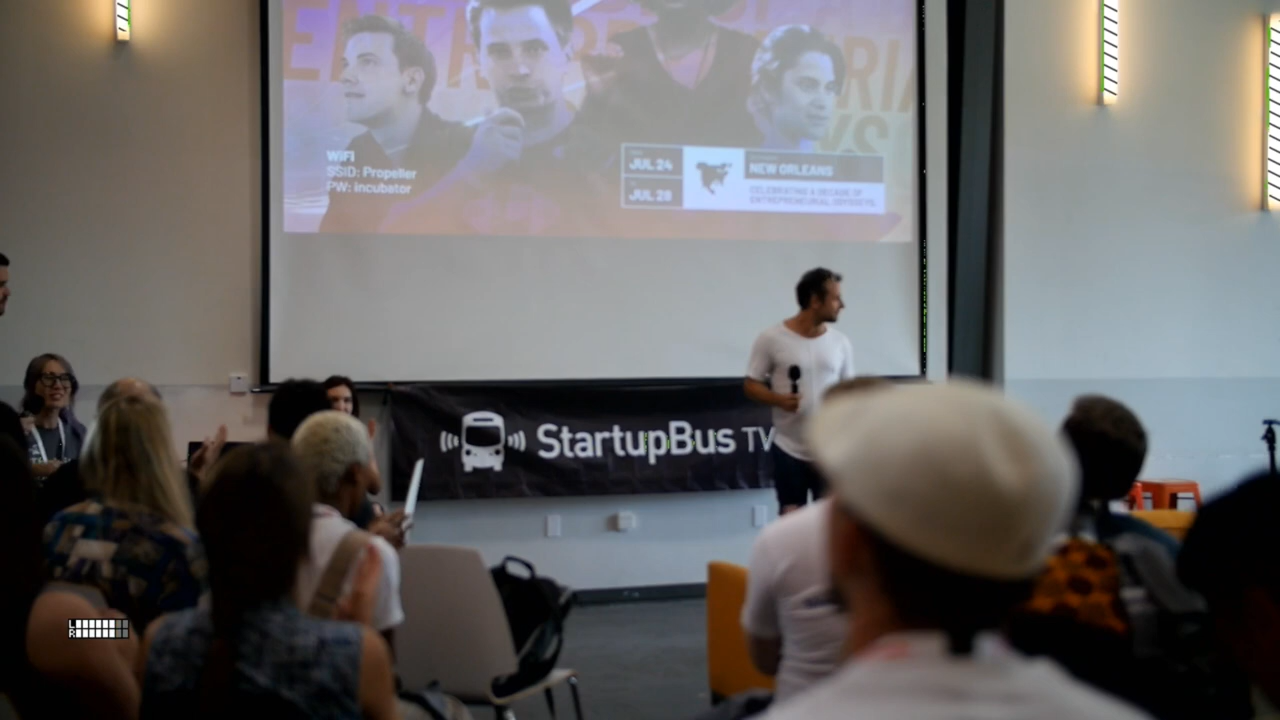 WIFI
SSID: Propeller
PW: incubator
JUL 24
JUL 28
NEW ORLEANS
CELEBRATING A DECADE OF
ENTREPRENEURIAL ODYSSEYS.
StartupBus TV
L
R